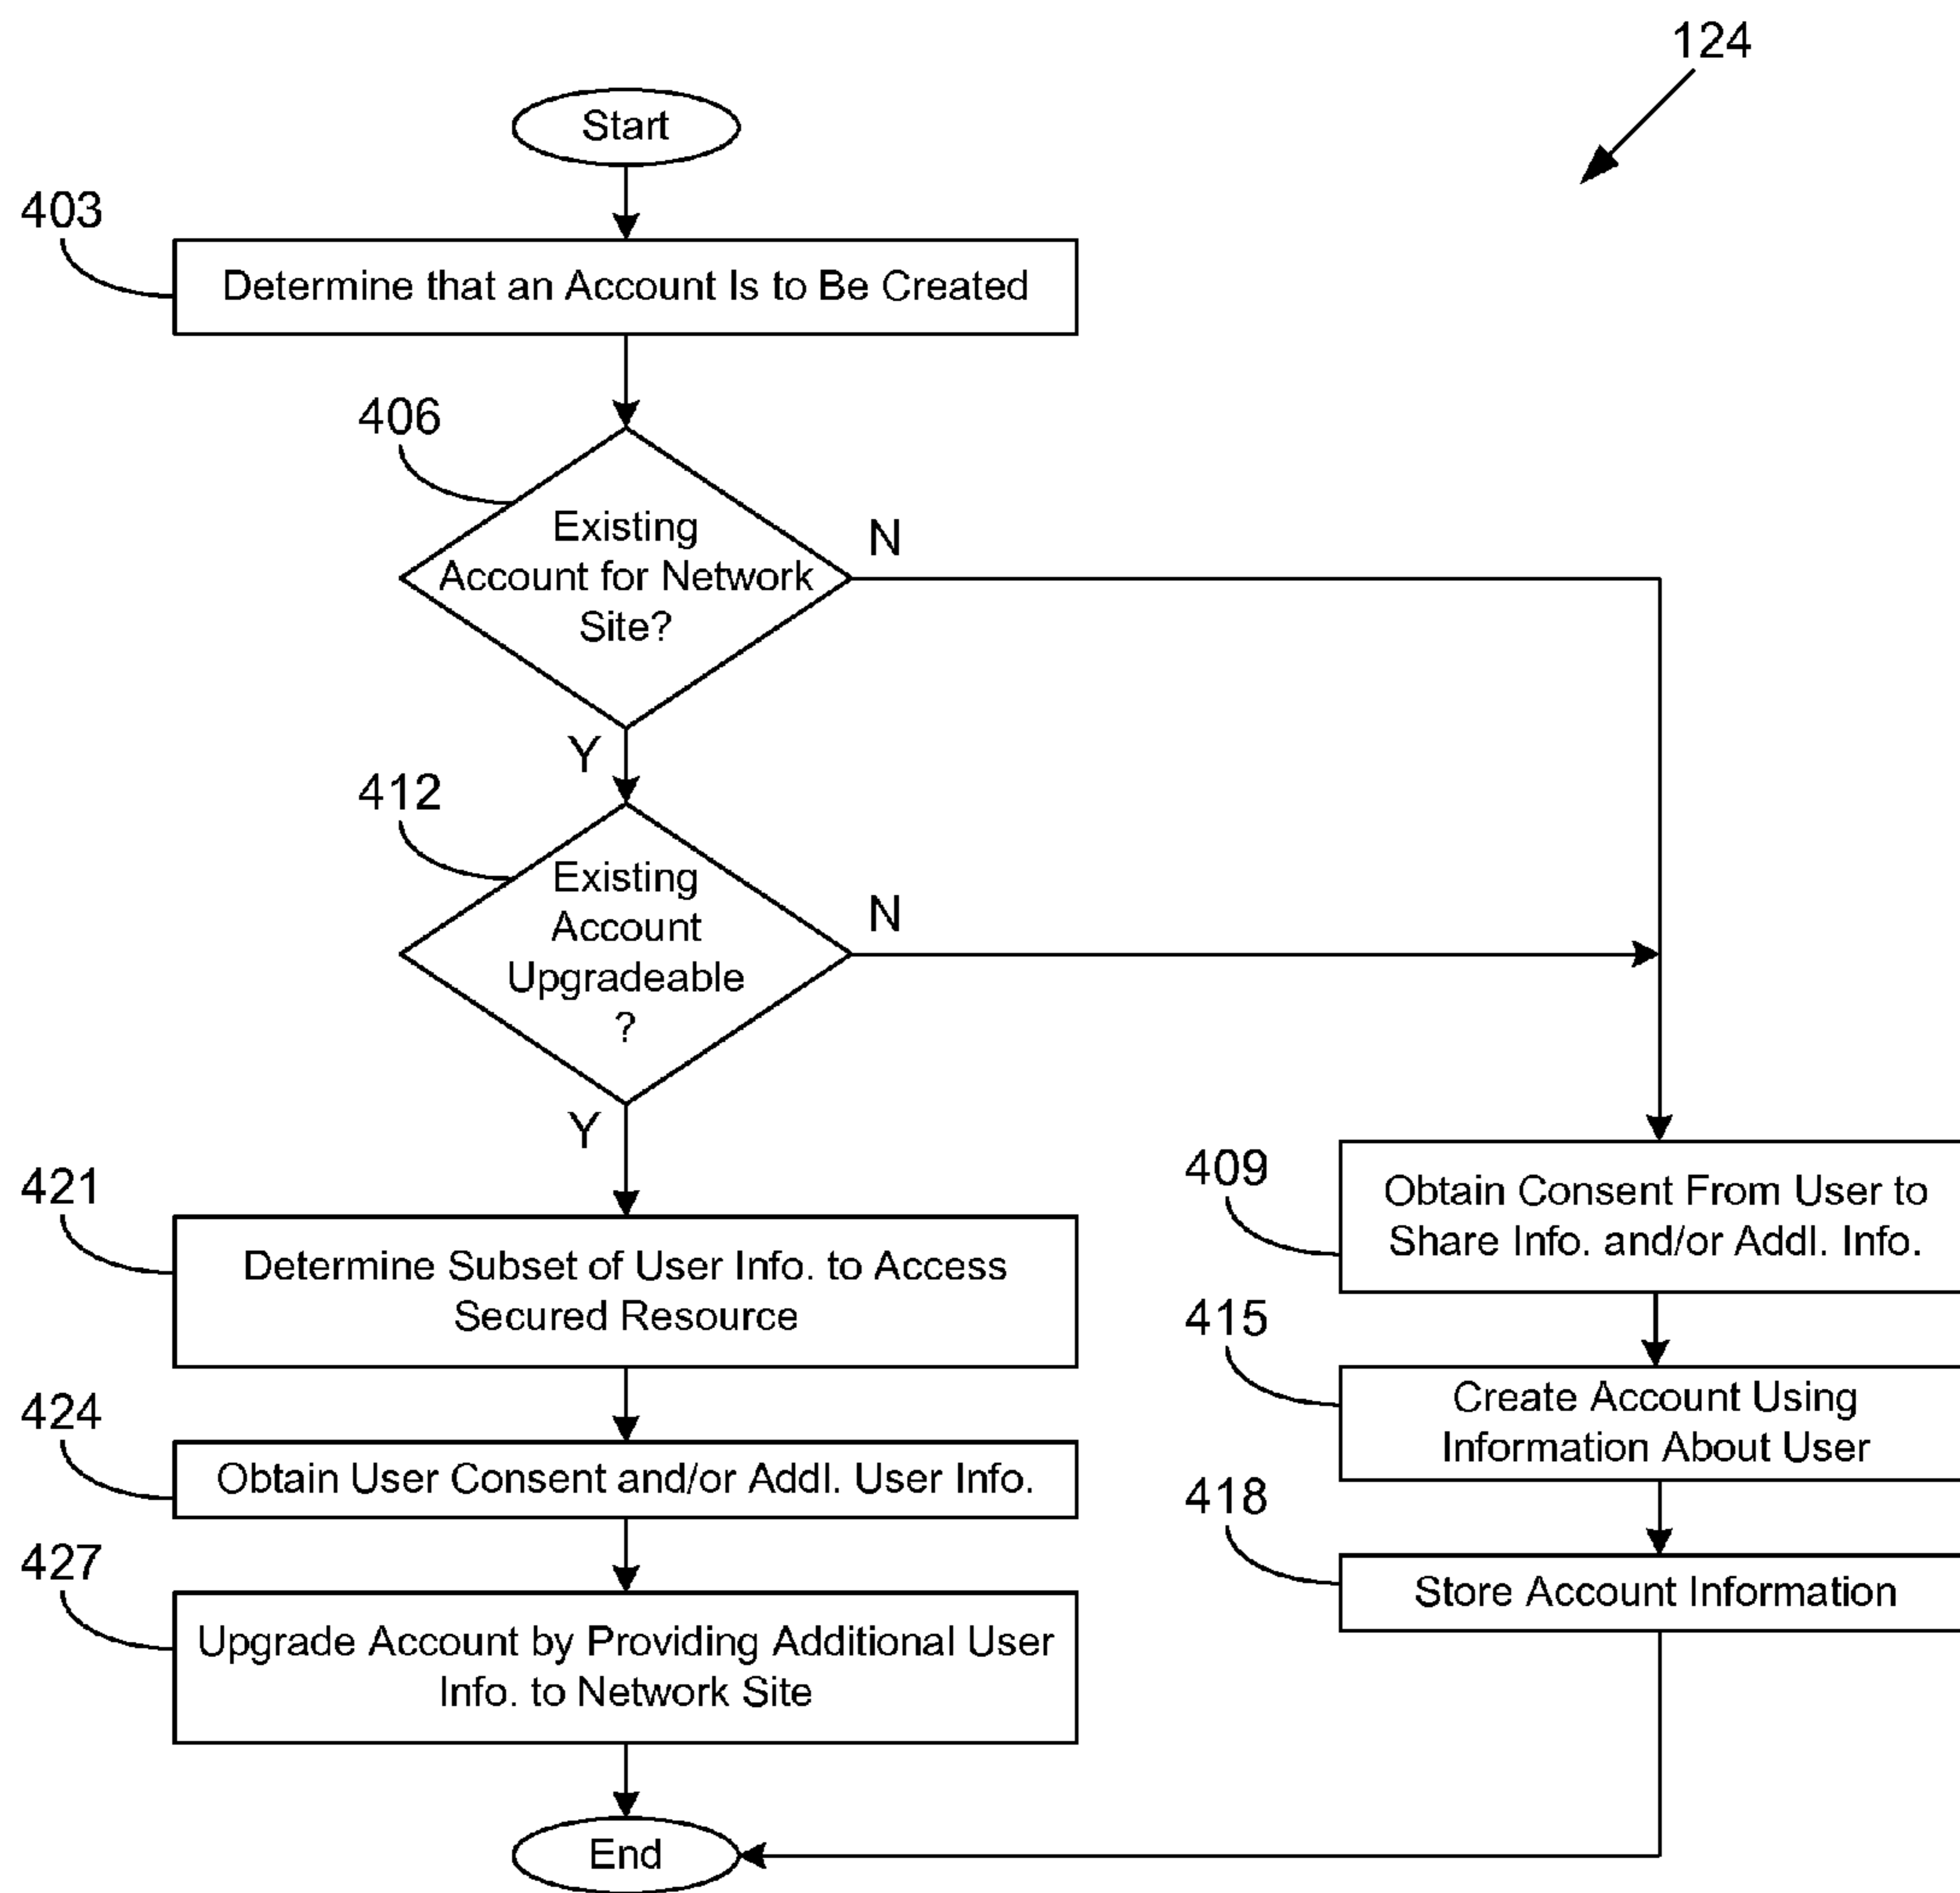 124
Start
403
Determine that an Account Is to Be Created
406
Existing
Account for Network
Site?
N
Y
412
Existing
Account
Upgradeable
?
N
Y
421
Determine Subset of User Info. to Access
Secured Resource
424
Obtain User Consent and/or Addl. User Info.
427
Upgrade Account by Providing Additional User
Info. to Network Site
409
Obtain Consent From User to
Share Info. and/or Addl. Info.
415
Create Account Using
Information About User
418
Store Account Information
End